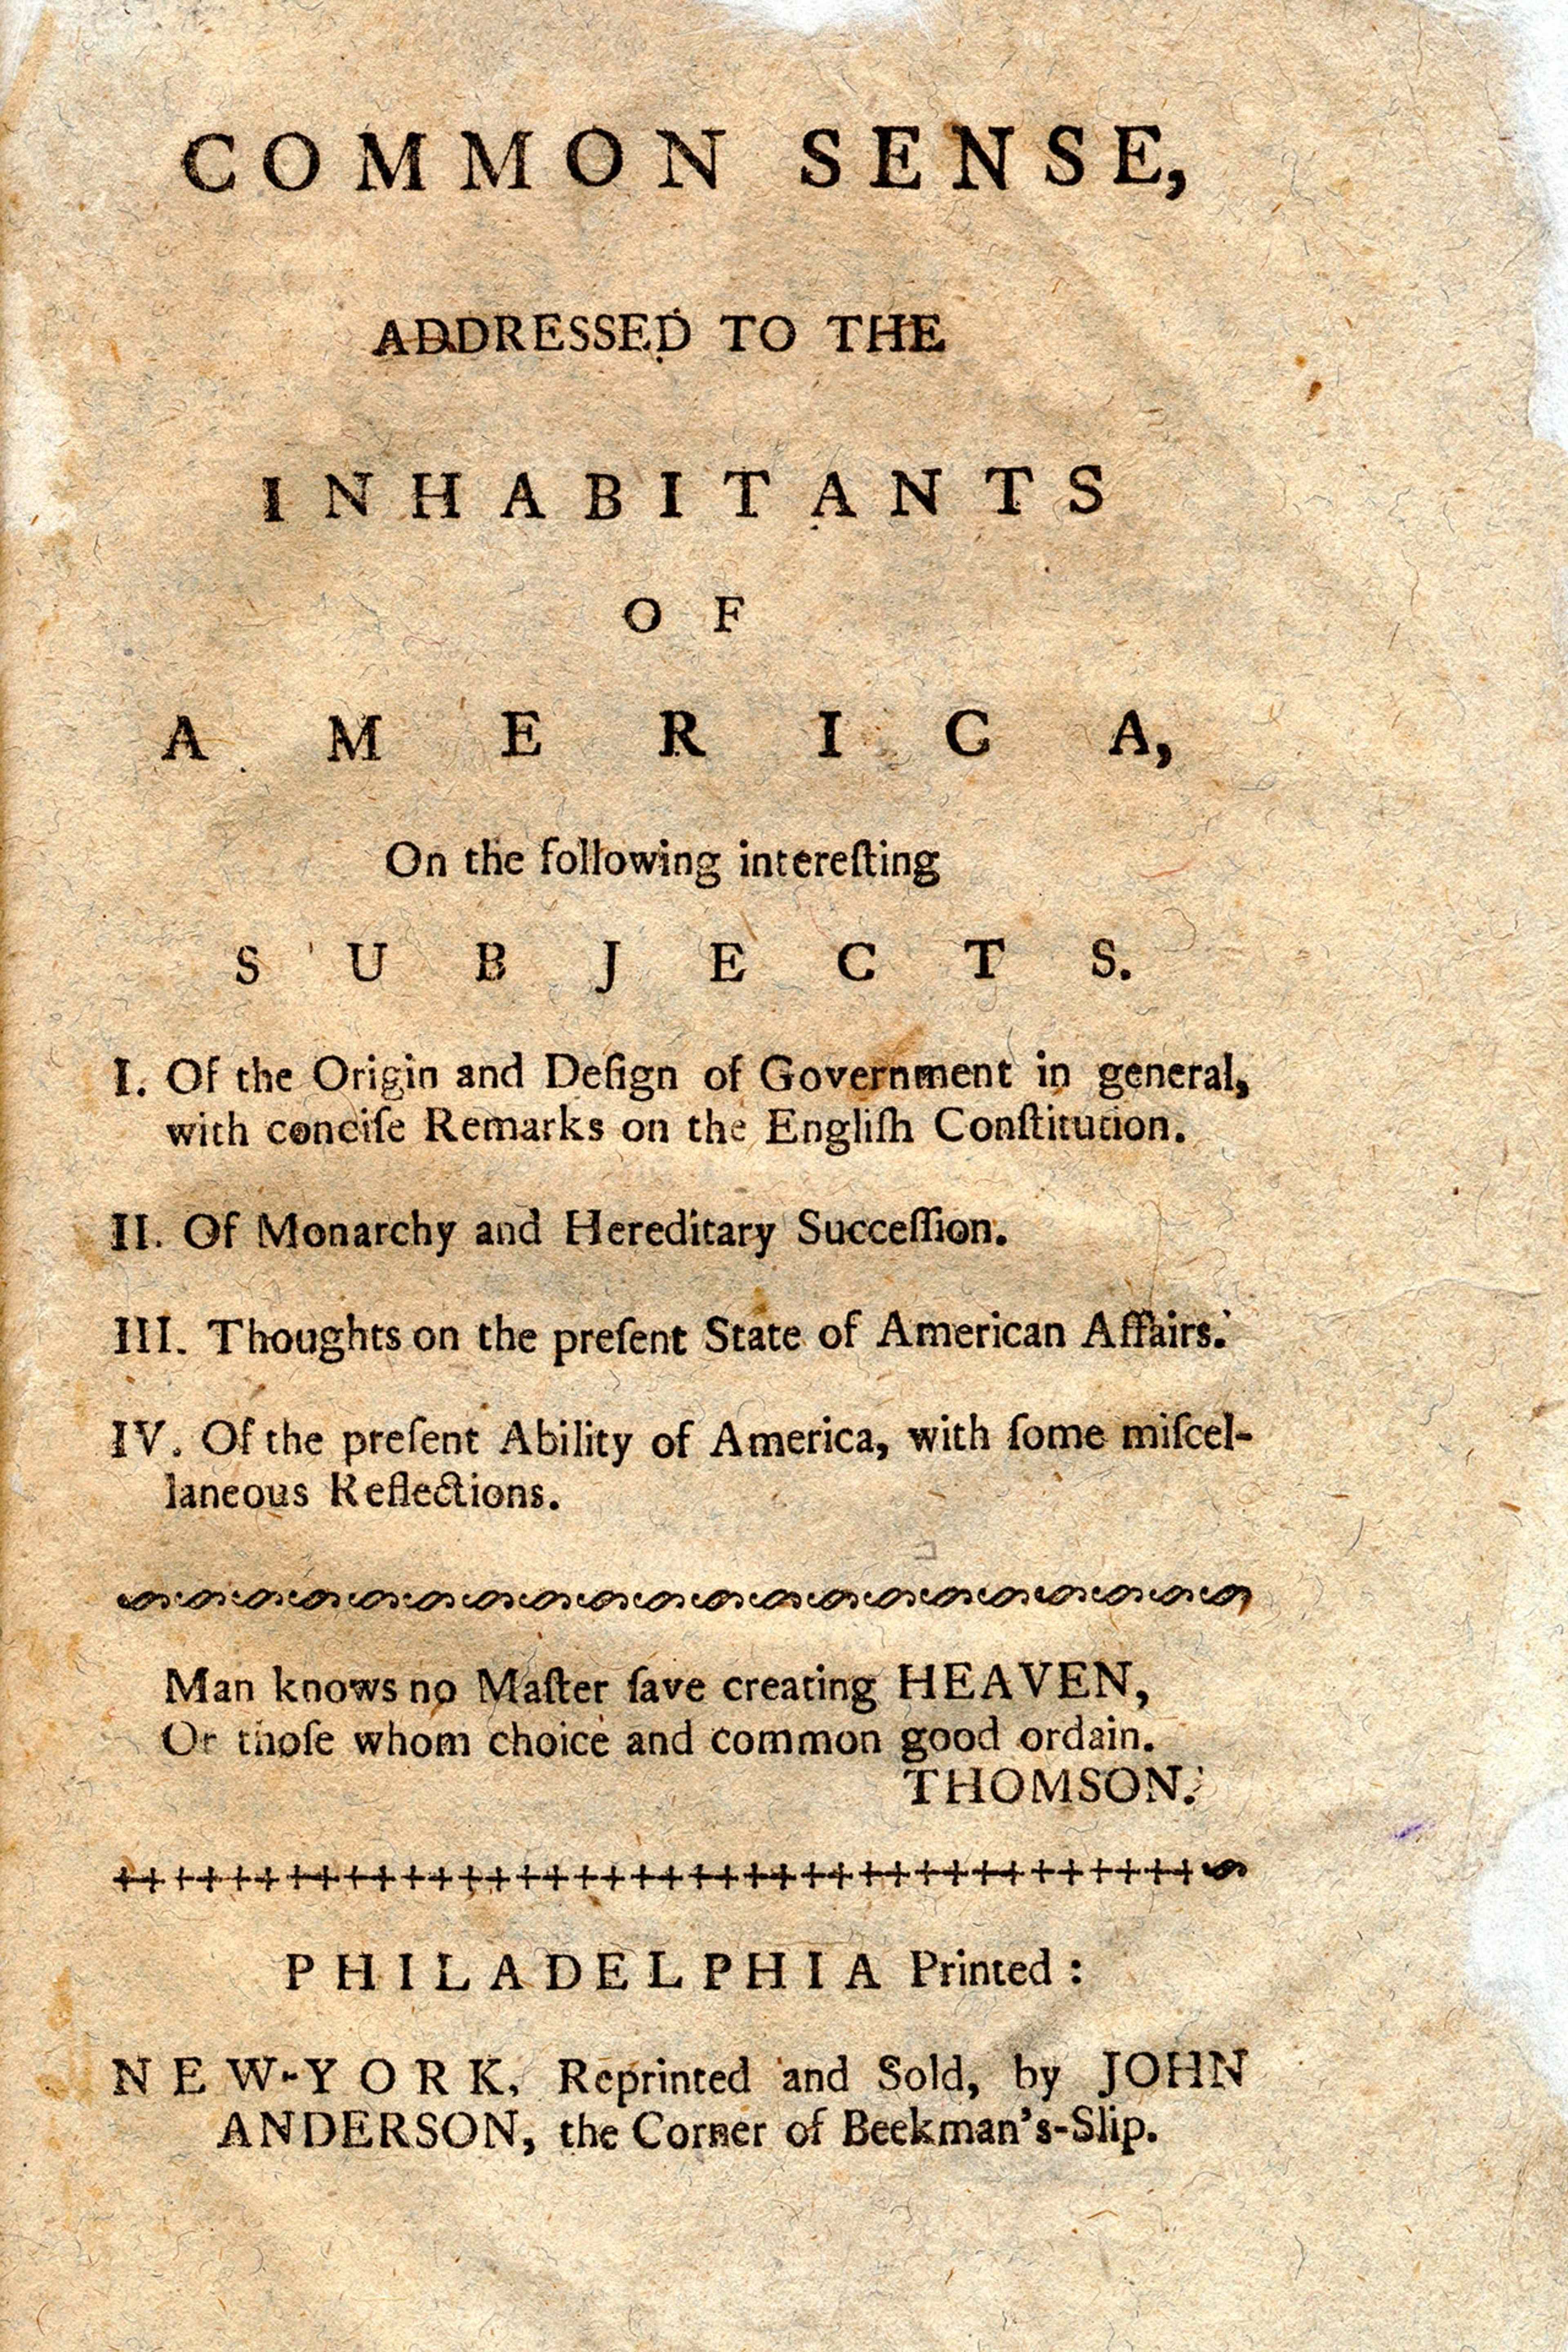 COMMON SENSE,
ADDRESSED TO THE
INHABITANTS
OF
AMERICA,
On the following intereſting
SUBJECTS.
I. Of the Origin and Deſign of Government in general,
with conciſe Remarks on the Engliſh Conſtitution.
II. Of Monarchy and Hereditary Succeſſion.
III. Thoughts on the preſent State of American Affairs.
IV. Of the preſent Ability of America, with ſome miſcel-
laneous Reflections.
Man knows no Maſter ſave creating HEAVEN,
Or thoſe whom choice and common good ordain.
THOMSON.
PHILADELPHIA Printed:
NEW-YORK, Reprinted and Sold, by JOHN
ANDERSON, the Corner of Beekman's-Slip.